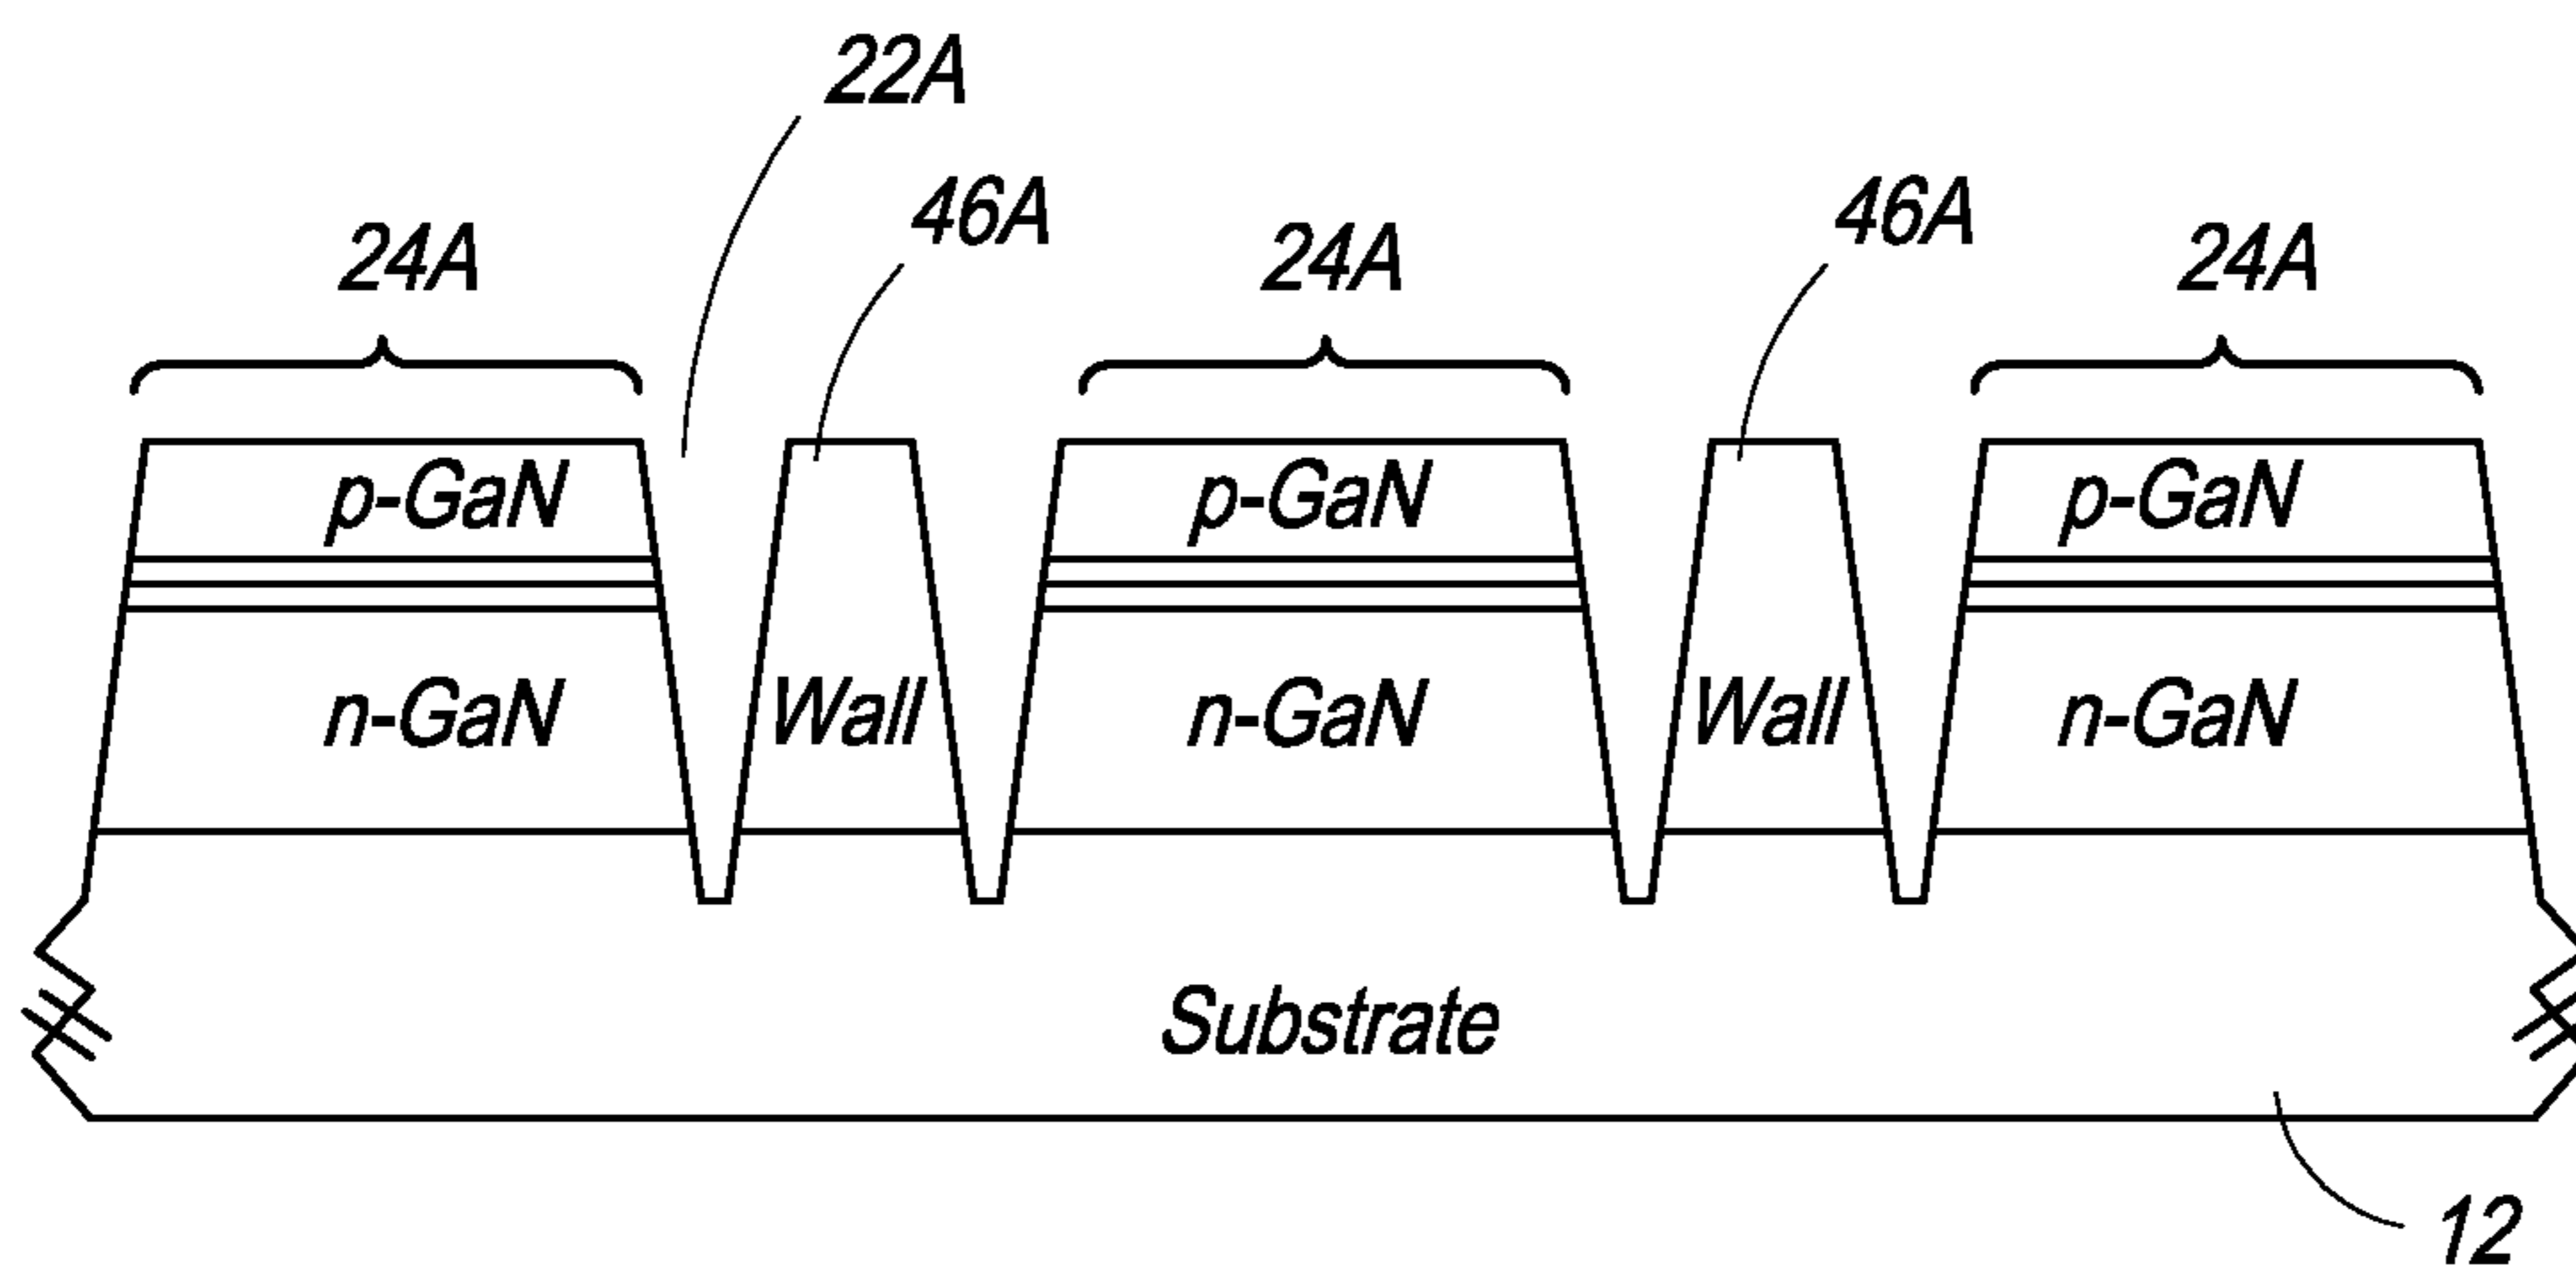 22A
46A
46A
24A
24A
24A
p-GaN
p-GaN
p-GaN
n-GaN
Wall
n-GaN
Wall
n-GaN
Substrate
12